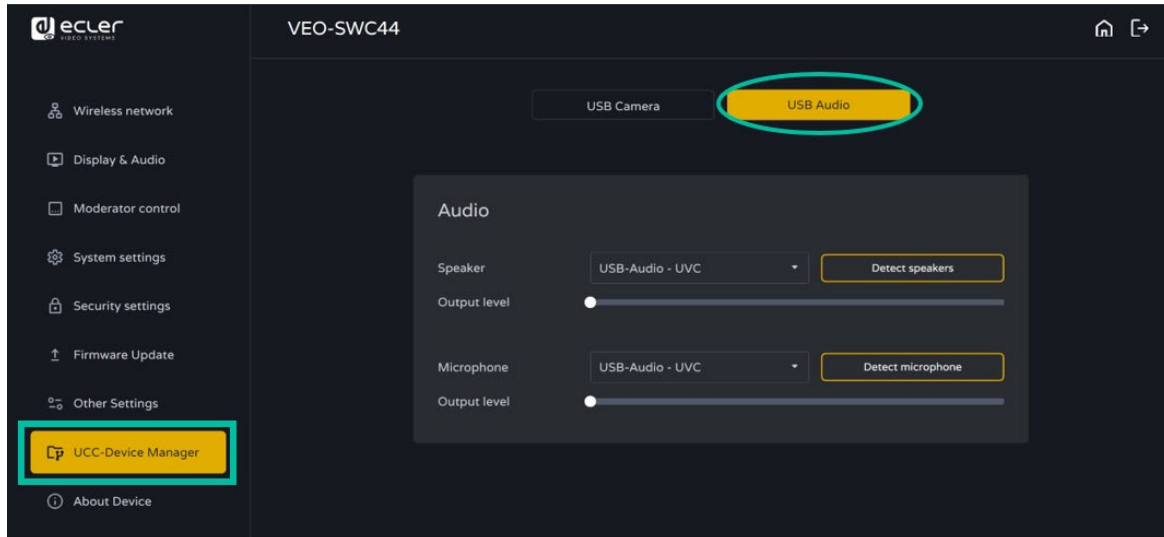 ecler
VIDEO SYSTEMS
VEO-SWC44
Wireless network
Display & Audio
Moderator control
System settings
Security settings
Firmware Update
Other Settings
UCC-Device Manager
About Device
USB Camera
USB Audio
Audio
Speaker
USB-Audio - UVC
Detect speakers
Output level
Microphone
USB-Audio - UVC
Detect microphone
Output level